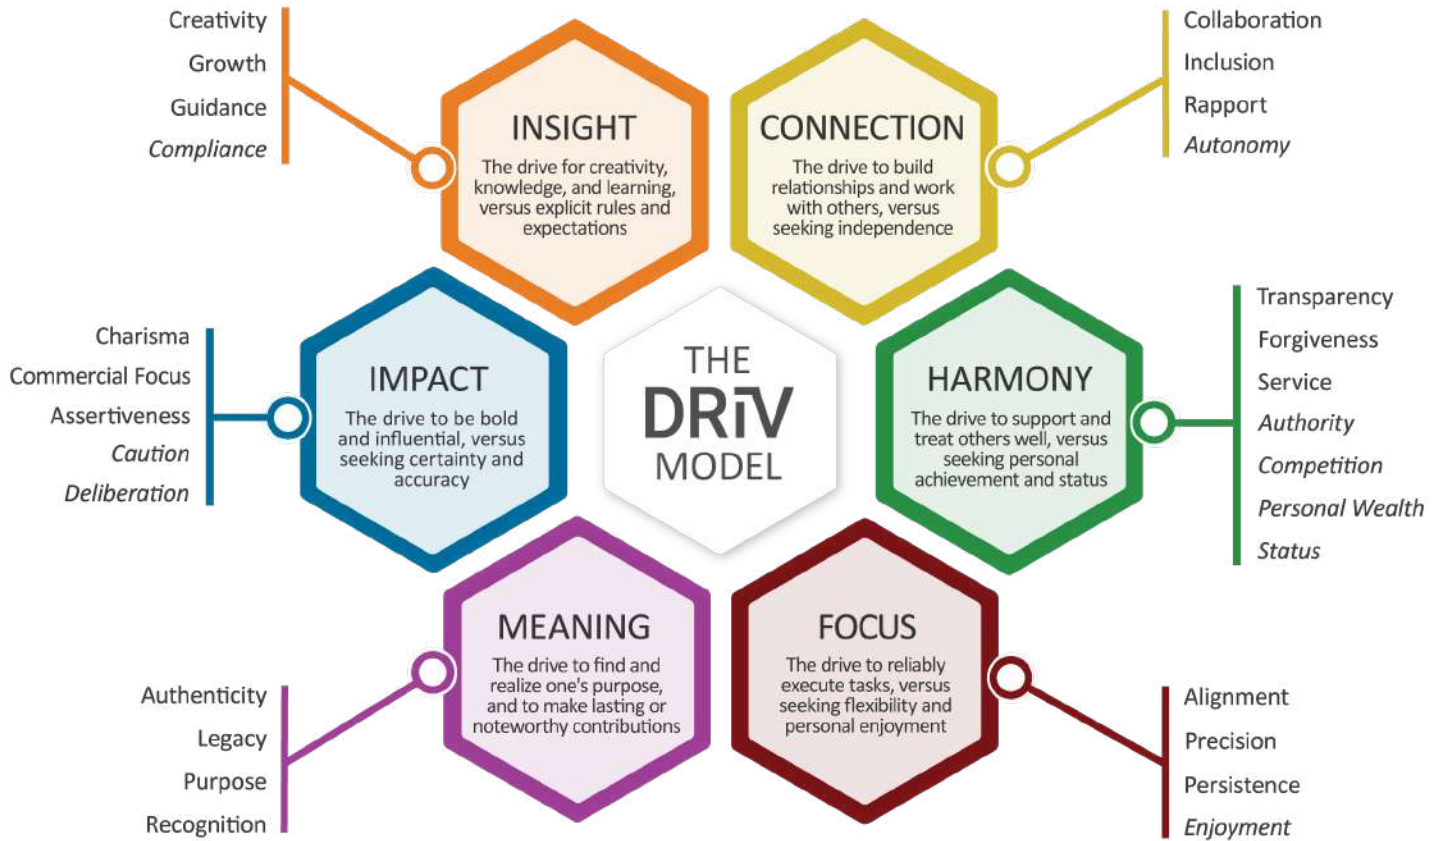 Creativity
Growth
Guidance
Compliance
INSIGHT
The drive for creativity,
knowledge, and learning,
versus explicit rules and
expectations
CONNECTION
The drive to build
relationships and work
with others, versus
seeking independence
Collaboration
Inclusion
Rapport
Autonomy
Charisma
Commercial Focus
Assertiveness
Caution
Deliberation
IMPACT
The drive to be bold
and influential, versus
seeking certainty and
accuracy
THE
DRiV
MODEL
HARMONY
The drive to support and
treat others well, versus
seeking personal
achievement and status
Transparency
Forgiveness
Service
Authority
Competition
Personal Wealth
Status
Authenticity
Legacy
Purpose
Recognition
MEANING
The drive to find and
realize one's purpose,
and to make lasting or
noteworthy contributions
FOCUS
The drive to reliably
execute tasks, versus
seeking flexibility and
personal enjoyment
Alignment
Precision
Persistence
Enjoyment